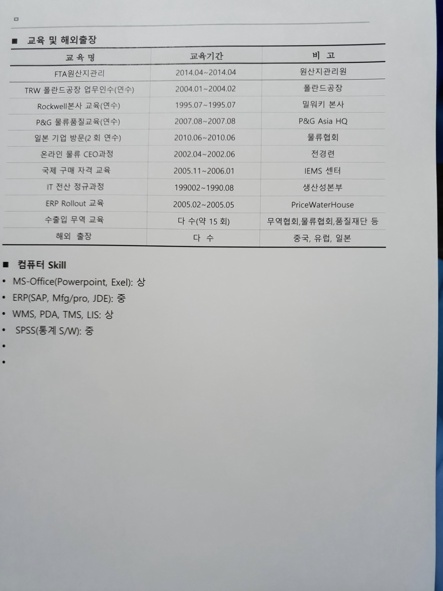 ■ 교육 및 해외출장
교 육 명 교육기간 비 고
FTA원산지관리 2014.04~2014.04 원산지관리원
TRW 폴란드공장 업무인수(연수) 2004.01~2004.02 폴란드공장
Rockwell본사 교육(연수) 1995.07~1995.07 밀워키 본사
P&G 물류품질교육(연수) 2007.08~2007.08 P&G Asia HQ
일본 기업 방문(2 회 연수) 2010.06~2010.06 물류협회
온라인 물류 CEO과정 2002.04~2002.06 전경련
국제 구매 자격 교육 2005.11~2006.01 IEMS 센터
IT 전산 정규과정 199002~1990.08 생산성본부
ERP Rollout 교육 2005.02~2005.05 PriceWaterHouse
수출입 무역 교육 다 수(약 15 회) 무역협회,물류협회,품질재단 등
해외 출장 다 수 중국, 유럽, 일본
■ 컴퓨터 Skill
• MS-Office(Powerpoint, Exel): 상
• ERP(SAP, Mfg/pro, JDE): 중
• WMS, PDA, TMS, LIS: 상
• SPSS(통계 S/W): 중
•
•